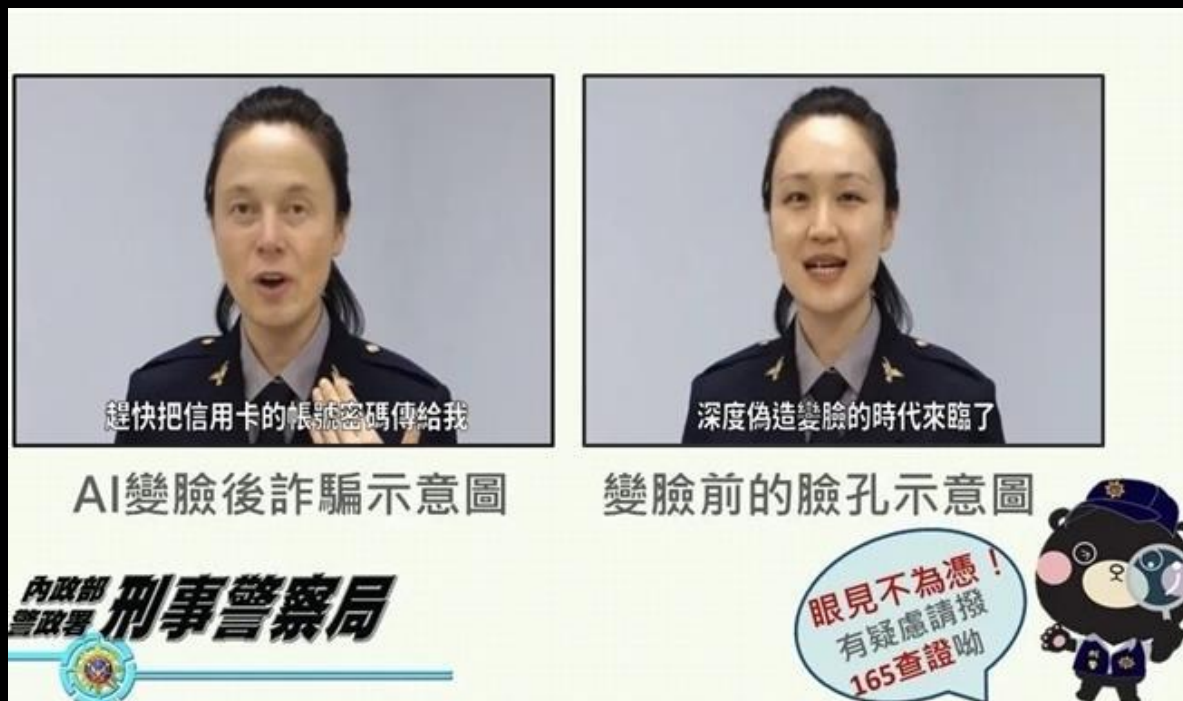 趕快把信用卡的帳號密碼傳給我
深度偽造變臉的時代來臨了
AI變臉後詐騙示意圖
變臉前的臉孔示意圖
內政部
警政署
刑事警察局
眼見不為憑!
有疑慮請撥
165查證呦